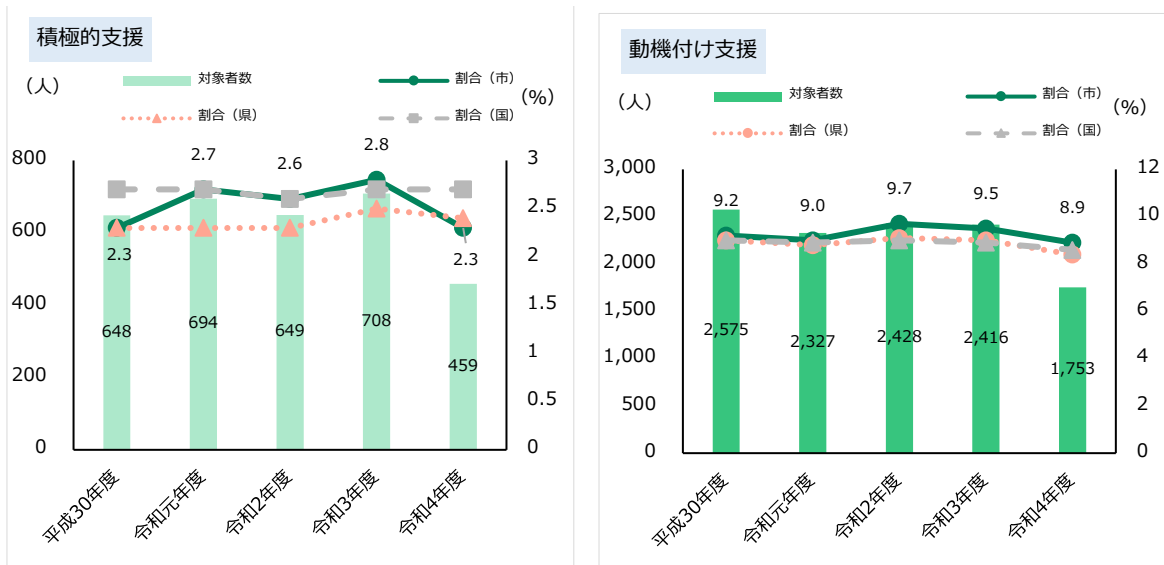 積極的支援
(人)
対象者数
割合（市）
割合（県）
割合（国）
(%)
800
600
400
200
0
3
2.5
2
1.5
1
0.5
0
2.3
2.7
2.6
2.8
2.3
648
694
649
708
459
平成30年度
令和元年度
令和2年度
令和3年度
令和4年度
動機付け支援
(人)
対象者数
割合（市）
割合（県）
割合（国）
(%)
3,000
2,500
2,000
1,500
1,000
500
0
12
10
8
6
4
2
0
9.2
9.0
9.7
9.5
8.9
2,575
2,327
2,428
2,416
1,753
平成30年度
令和元年度
令和2年度
令和3年度
令和4年度